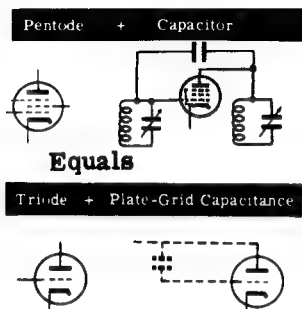 Pentode + Capacitor
Equals
Triode + Plate-Grid Capacitance